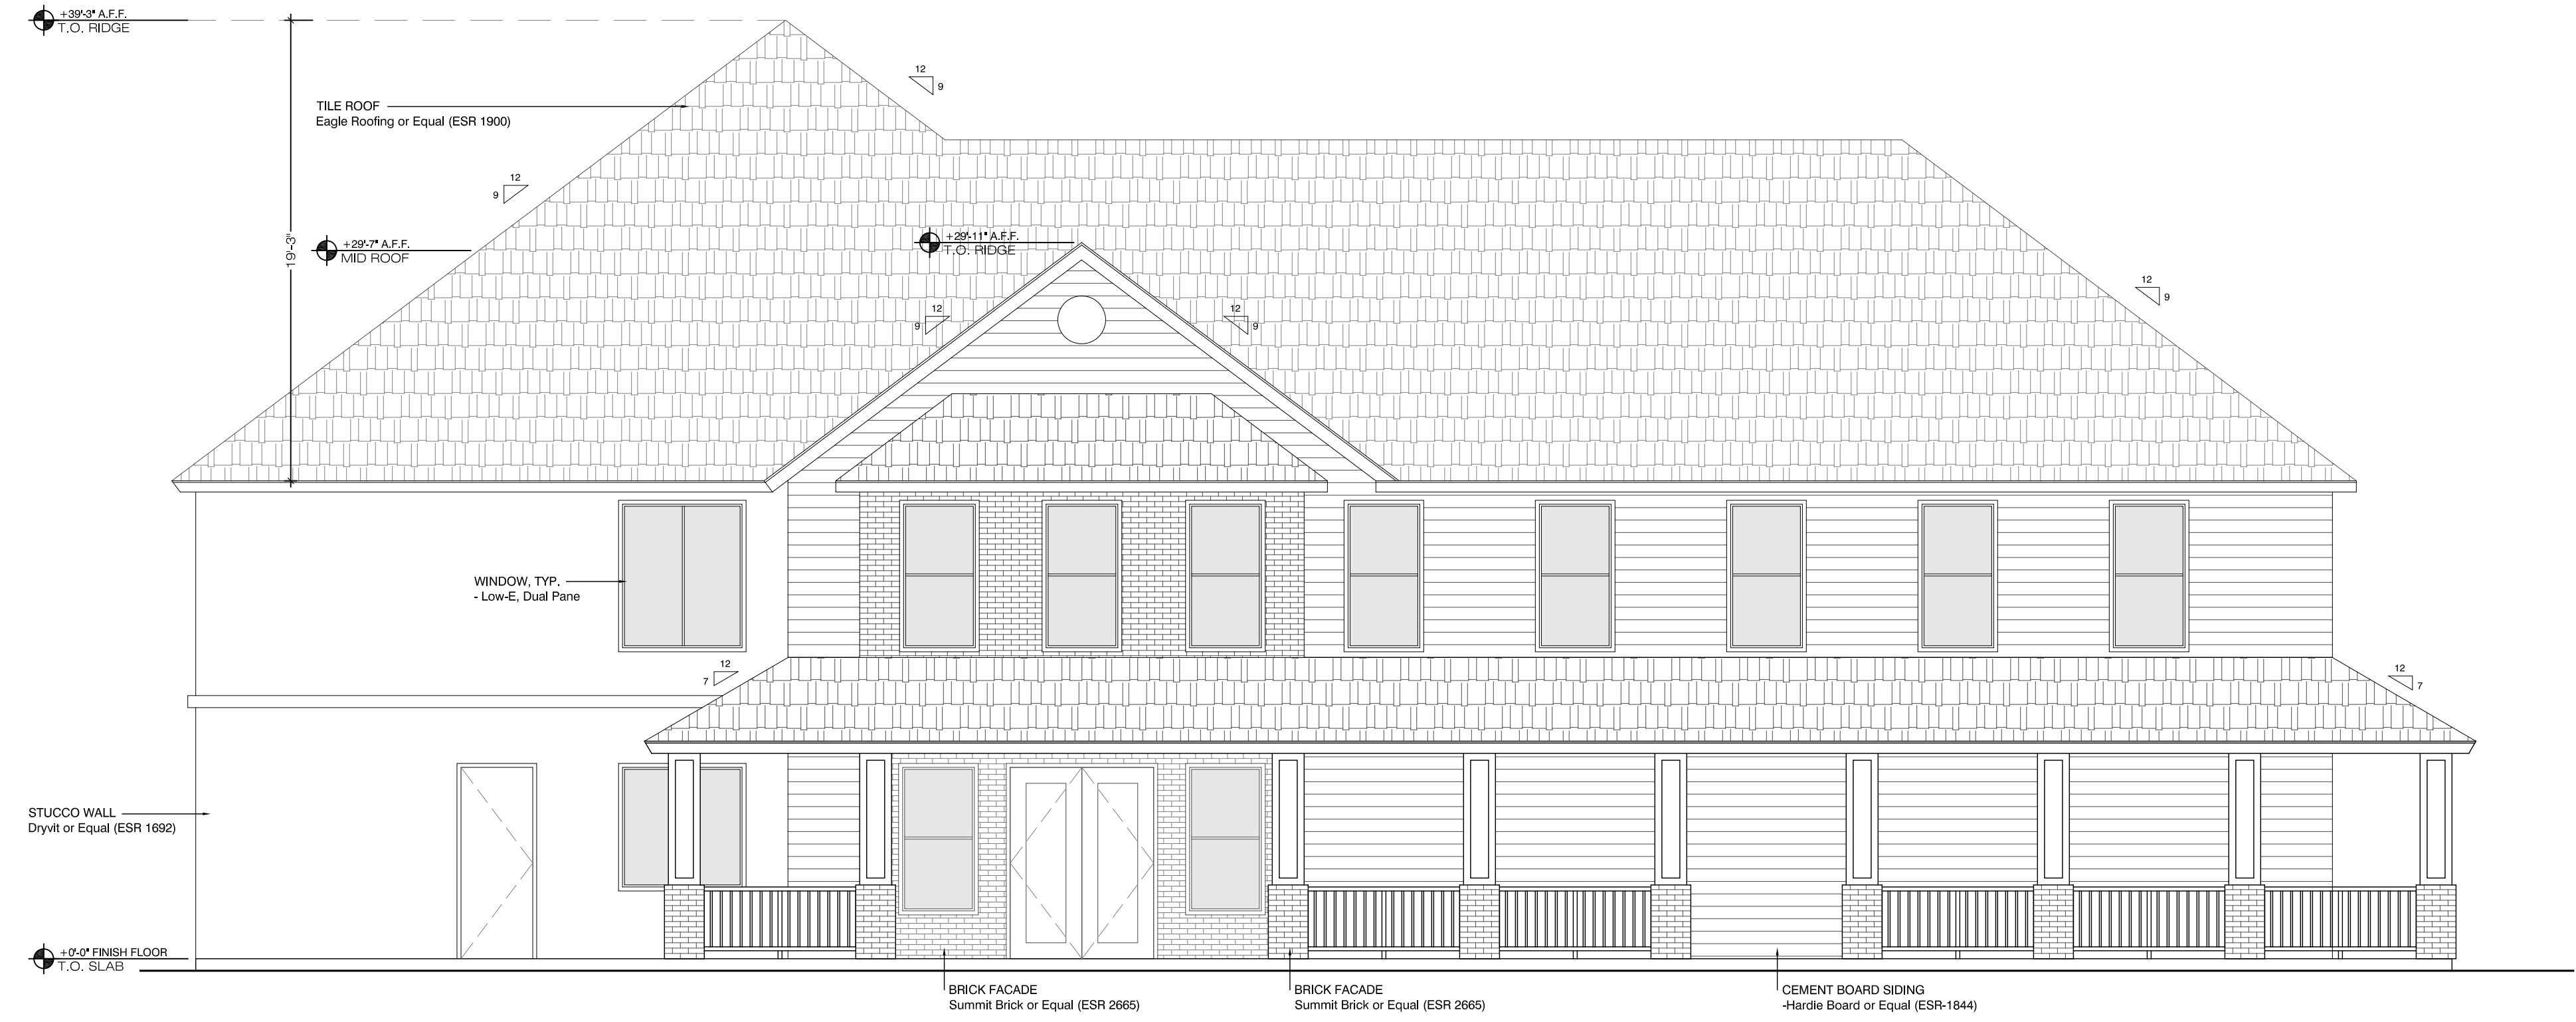 +39'-3" A.F.F.
T.O. RIDGE
12
9
TILE ROOF
Eagle Roofing or Equal (ESR 1900)
12
9
19'-3"
+29'-7" A.F.F.
MID ROOF
+29'-11" A.F.F.
T.O. RIDGE
12
9
12
9
12
9
WINDOW, TYP.
- Low-E, Dual Pane
12
7
12
7
STUCCO WALL
Dryvit or Equal (ESR 1692)
+0'-0" FINISH FLOOR
T.O. SLAB
BRICK FACADE
Summit Brick or Equal (ESR 2665)
BRICK FACADE
Summit Brick or Equal (ESR 2665)
CEMENT BOARD SIDING
-Hardie Board or Equal (ESR-1844)